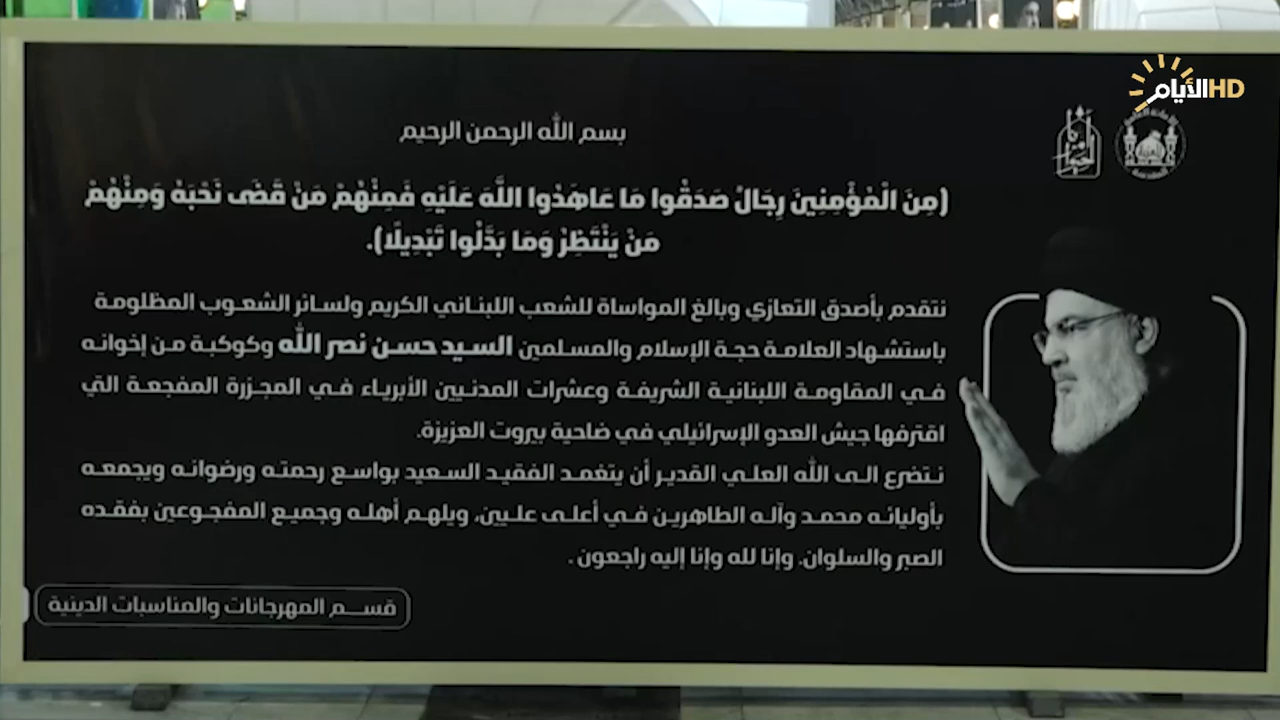 الأيام HD
بسم الله الرحمن الرحيم
(مِنَ الْمُؤْمِنِينَ رِجَالٌ صَدَقُوا مَا عَاهَدُوا اللَّهَ عَلَيْهِ فَمِنْهُمْ مَنْ قَضَى نَحْبَهُ وَمِنْهُمْ
مَنْ يَنْتَظِرُ وَمَا بَدَّلُوا تَبْدِيلًا).
نتقدم بأصدق التعازي وبالغ المواساة للشعب اللبناني الكريم ولسائر الشعوب المظلومة
باستشهاد العلامة حجة الإسلام والمسلمين السيد حسن نصر الله وكوكبة من إخوانه
في المقاومة اللبنانية الشريفة وعشرات المدنيين الأبرياء في المجزرة المفجعة التي
اقترفها جيش العدو الإسرائيلي في ضاحية بيروت العزيزة.
نتضرع الى الله العلي القدير أن يتغمد الفقيد السعيد بواسع رحمته ورضوانه ويجمعه
بأوليائه محمد وآله الطاهرين في أعلى عليين، ويلهم أهله وجميع المفجوعين بفقده
الصبر والسلوان. وإنا لله وإنا إليه راجعون.
قسم المهرجانات والمناسبات الدينية